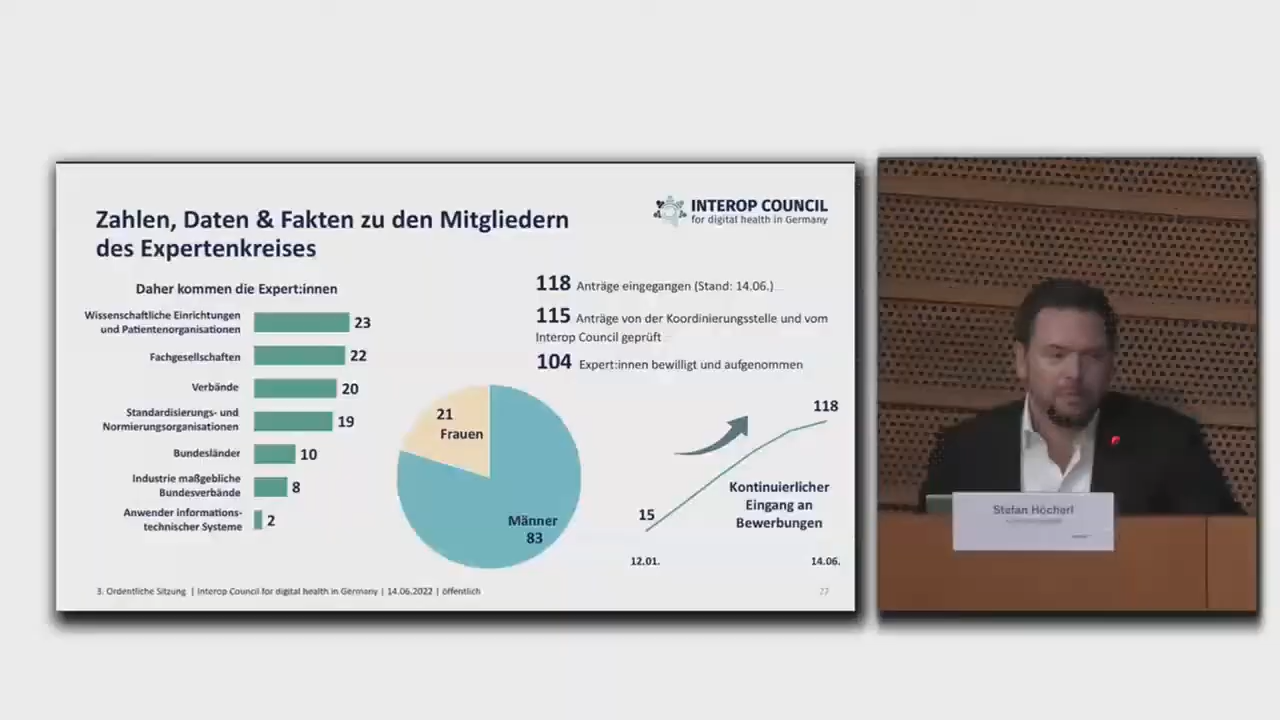 Zahlen, Daten & Fakten zu den Mitgliedern
des Expertenkreises
INTEROP COUNCIL
for digital health in Germany
Daher kommen die Expert:innen
Wissenschaftliche Einrichtungen
und Patientenorganisationen
23
Fachgesellschaften
22
Verbände
20
Standardisierungs- und
Normierungsorganisationen
19
Bundesländer
10
Industrie maßgebliche
Bundesverbände
8
Anwender informations-
technischer Systeme
2
118 Anträge eingegangen (Stand: 14.06.)
115 Anträge von der Koordinierungsstelle und vom
Interop Council geprüft
104 Expert:innen bewilligt und aufgenommen
21
Frauen
Männer
83
118
15
Kontinuierlicher
Eingang an
Bewerbungen
12.01.
14.06.
3. Ordentliche Sitzung | Interop Council for digital health in Germany | 14.06.2022 | öffentlich
27
Stefan Höcherl